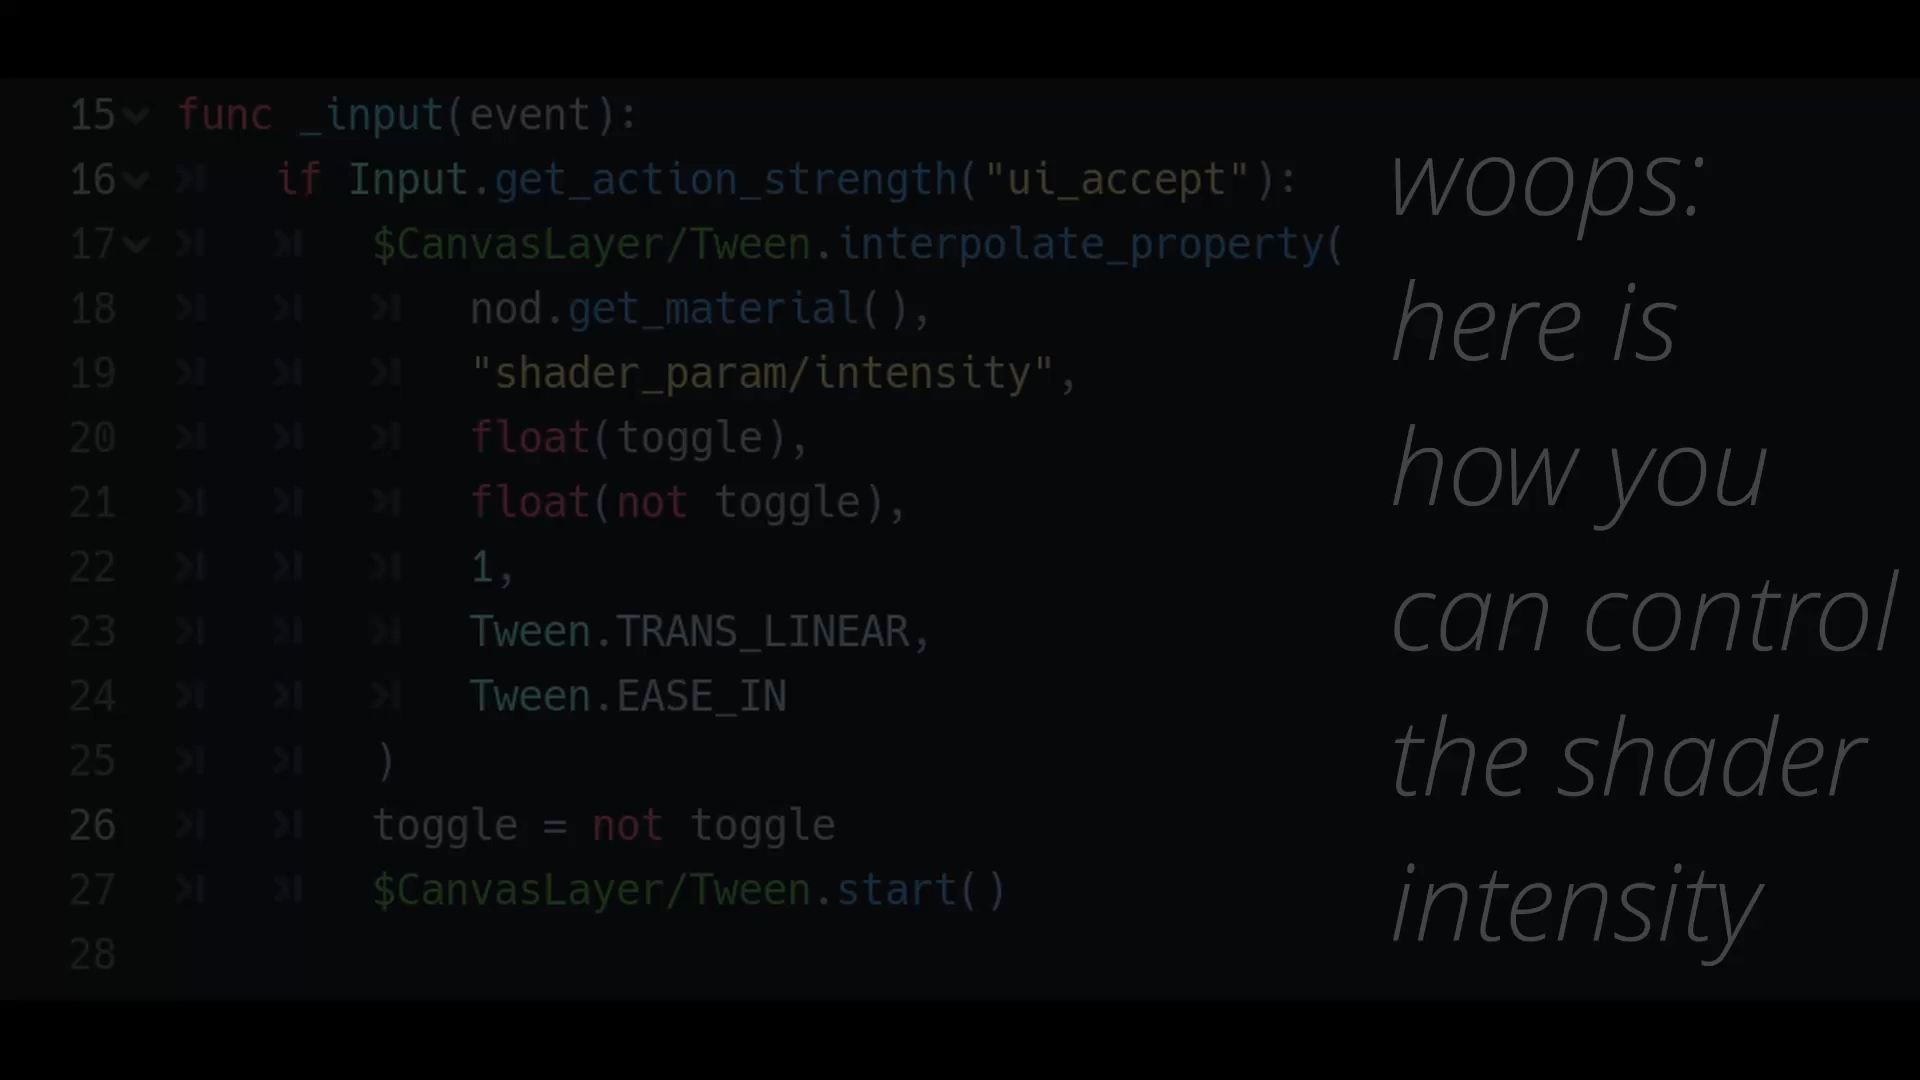 15 func _input(event):
16 if Input.get_action_strength("ui_accept"):
17 $CanvasLayer/Tween.interpolate_property(
18 nod.get_material(),
19 "shader_param/intensity",
20 float(toggle),
21 float(not toggle),
22 1,
23 Tween.TRANS_LINEAR,
24 Tween.EASE_IN
25 )
26 toggle = not toggle
27 $CanvasLayer/Tween.start()
28
woops:
here is
how you
can control
the shader
intensity